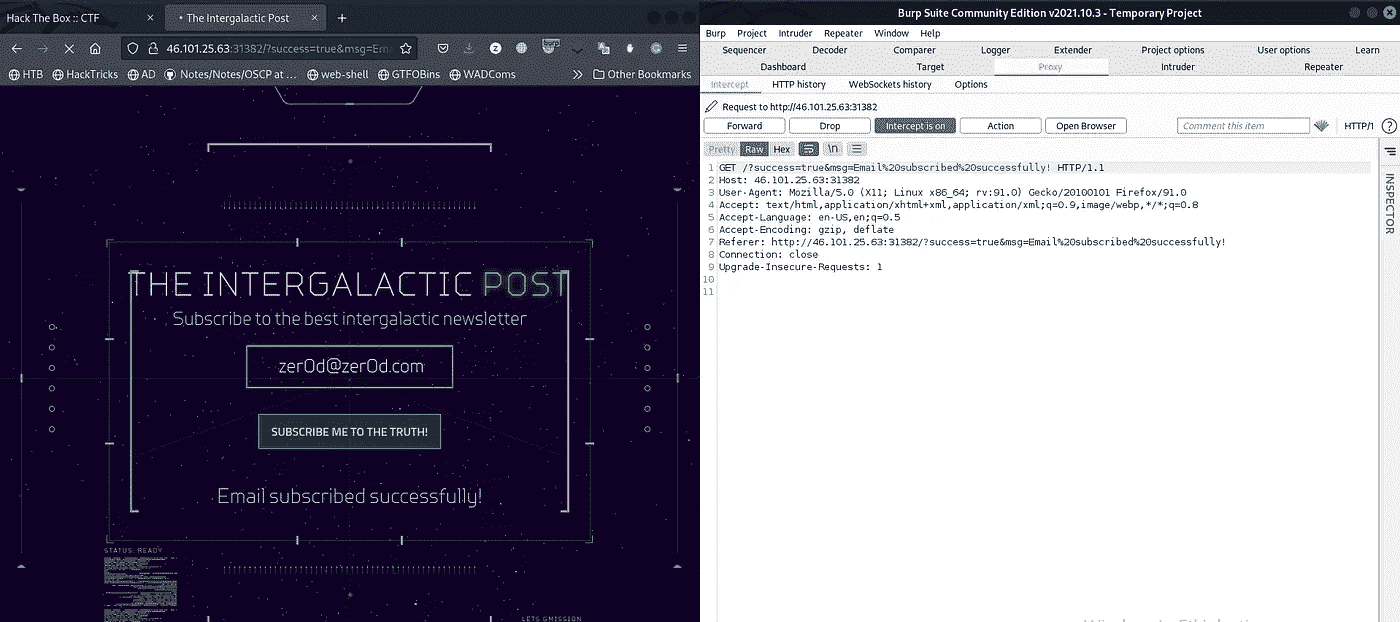 Hack The Box :: CTF
• The Intergalactic Post
46.101.25.63:31382/?success=true&msg=Em
HTB HackTricks AD Notes/Notes/OSCP at ... web-shell GTFOBins WADComs Other Bookmarks
THE INTERGALACTIC POST
Subscribe to the best intergalactic newsletter
zer0d@zer0d.com
SUBSCRIBE ME TO THE TRUTH!
Email subscribed successfully!
STATUS: READY
Burp Suite Community Edition v2021.10.3 - Temporary Project
Burp Project Intruder Repeater Window Help
Sequencer Decoder Comparer Logger Extender Project options User options Learn
Dashboard Target Proxy Intruder Repeater
Intercept HTTP history WebSockets history Options
Request to http://46.101.25.63:31382
Forward Drop Intercept is on Action Open Browser Comment this item HTTP/1 ?
Pretty Raw Hex \n
1 GET /?success=true&msg=Email%20subscribed%20successfully! HTTP/1.1
2 Host: 46.101.25.63:31382
3 User-Agent: Mozilla/5.0 (X11; Linux x86_64; rv:91.0) Gecko/20100101 Firefox/91.0
4 Accept: text/html,application/xhtml+xml,application/xml;q=0.9,image/webp,*/*;q=0.8
5 Accept-Language: en-US,en;q=0.5
6 Accept-Encoding: gzip, deflate
7 Referer: http://46.101.25.63:31382/?success=true&msg=Email%20subscribed%20successfully!
8 Connection: close
9 Upgrade-Insecure-Requests: 1
10
11
INSPECTOR